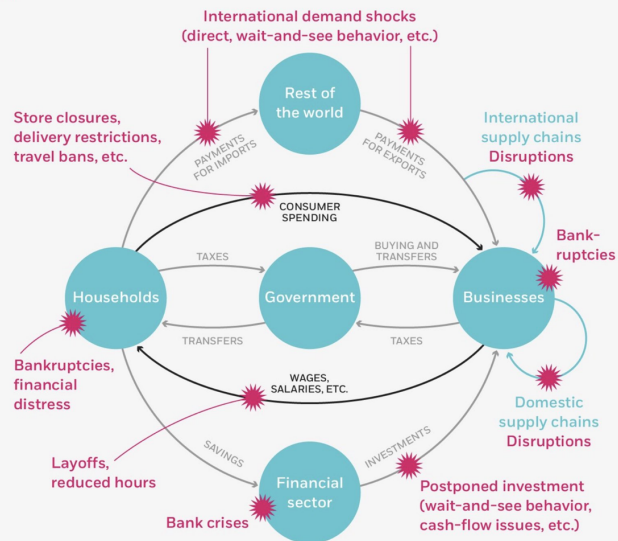 International demand shocks
(direct, wait-and-see behavior, etc.)
Rest of
the world
Store closures,
delivery restrictions,
travel bans, etc.
PAYMENTS
FOR IMPORTS
PAYMENTS
FOR EXPORTS
International
supply chains
Disruptions
CONSUMER
SPENDING
Bank-
ruptcies
TAXES
BUYING AND
TRANSFERS
Households
Government
Businesses
TRANSFERS
TAXES
Bankruptcies,
financial
distress
WAGES,
SALARIES, ETC.
Domestic
supply chains
Disruptions
Layoffs,
reduced hours
SAVINGS
INVESTMENTS
Financial
sector
Bank crises
Postponed investment
(wait-and-see behavior,
cash-flow issues, etc.)